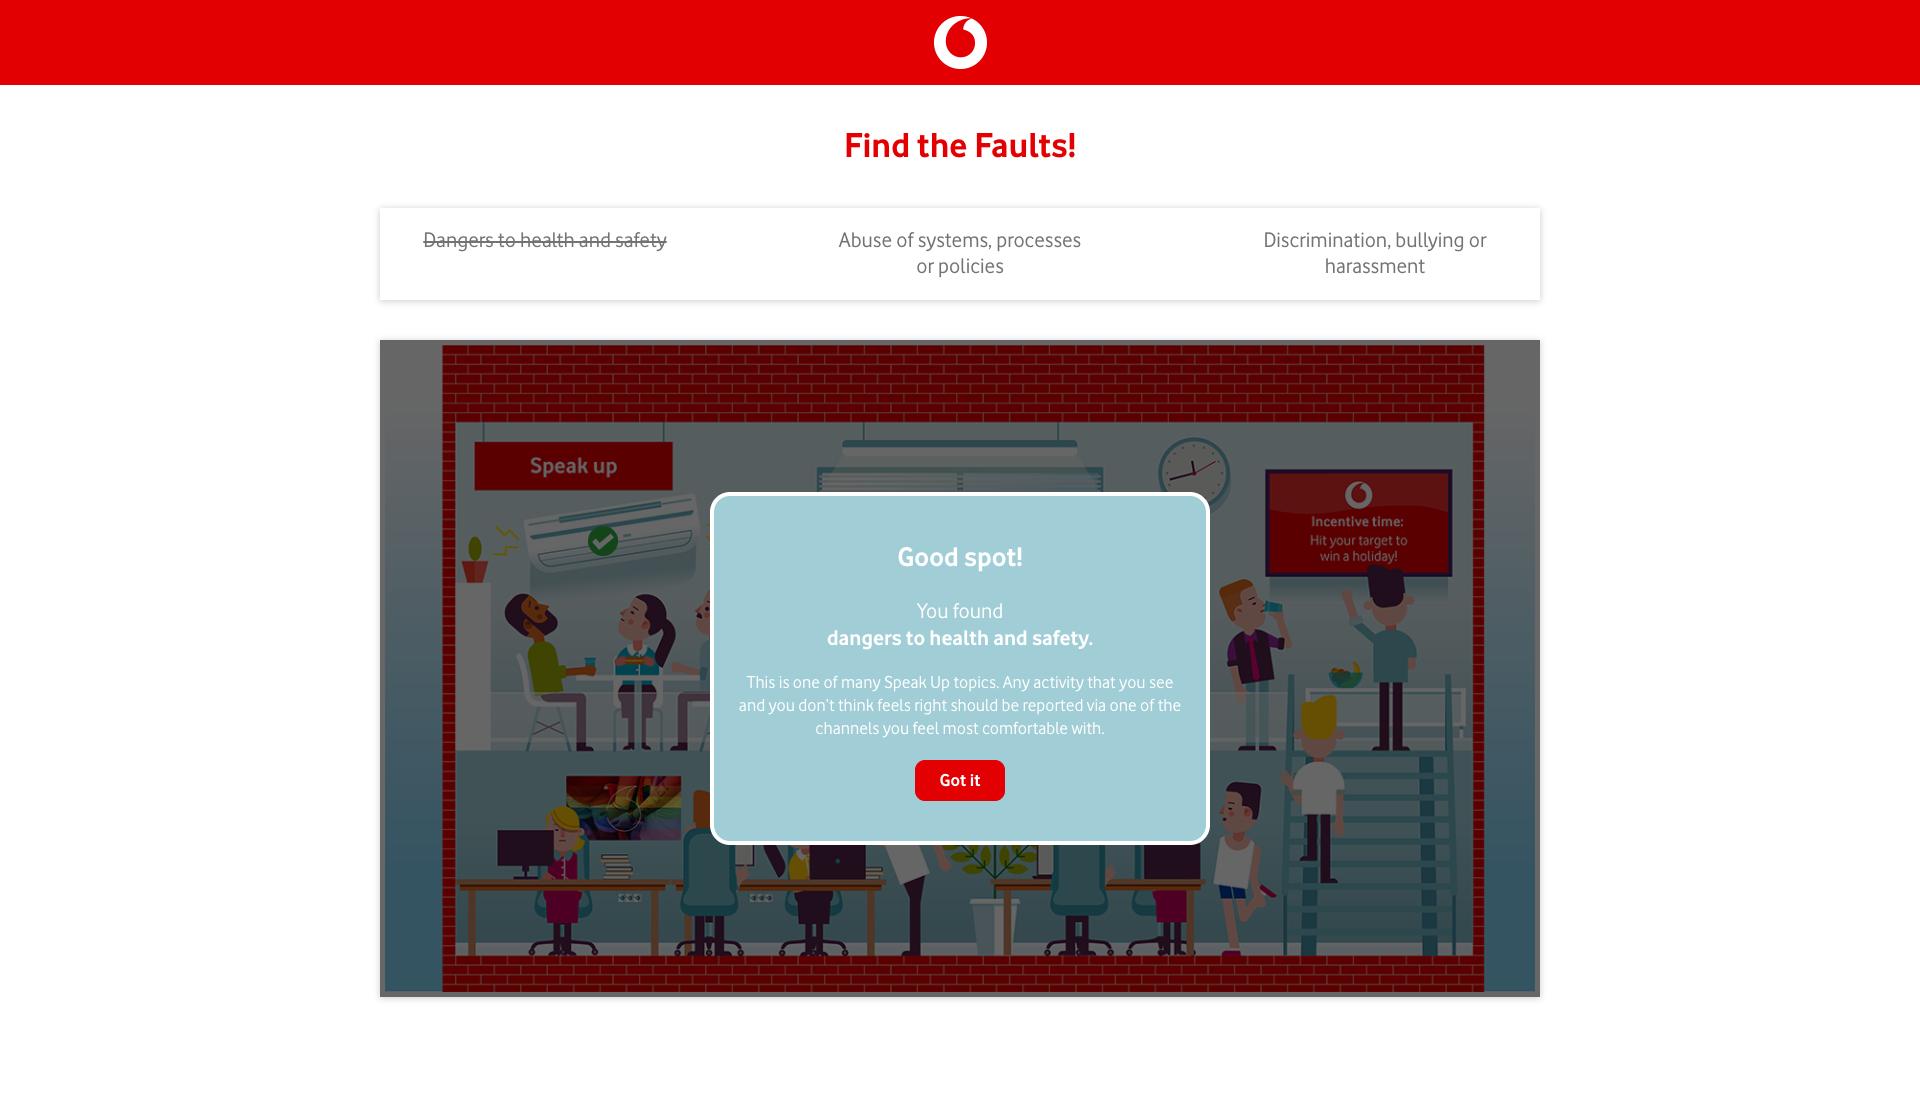 Find the Faults!
Dangers to health and safety
Abuse of systems, processes
or policies
Discrimination, bullying or
harassment
Speak up
Incentive time:
Hit your target to
win a holiday!
Good spot!
You found
dangers to health and safety.
This is one of many Speak Up topics. Any activity that you see
and you don't think feels right should be reported via one of the
channels you feel most comfortable with.
Got it